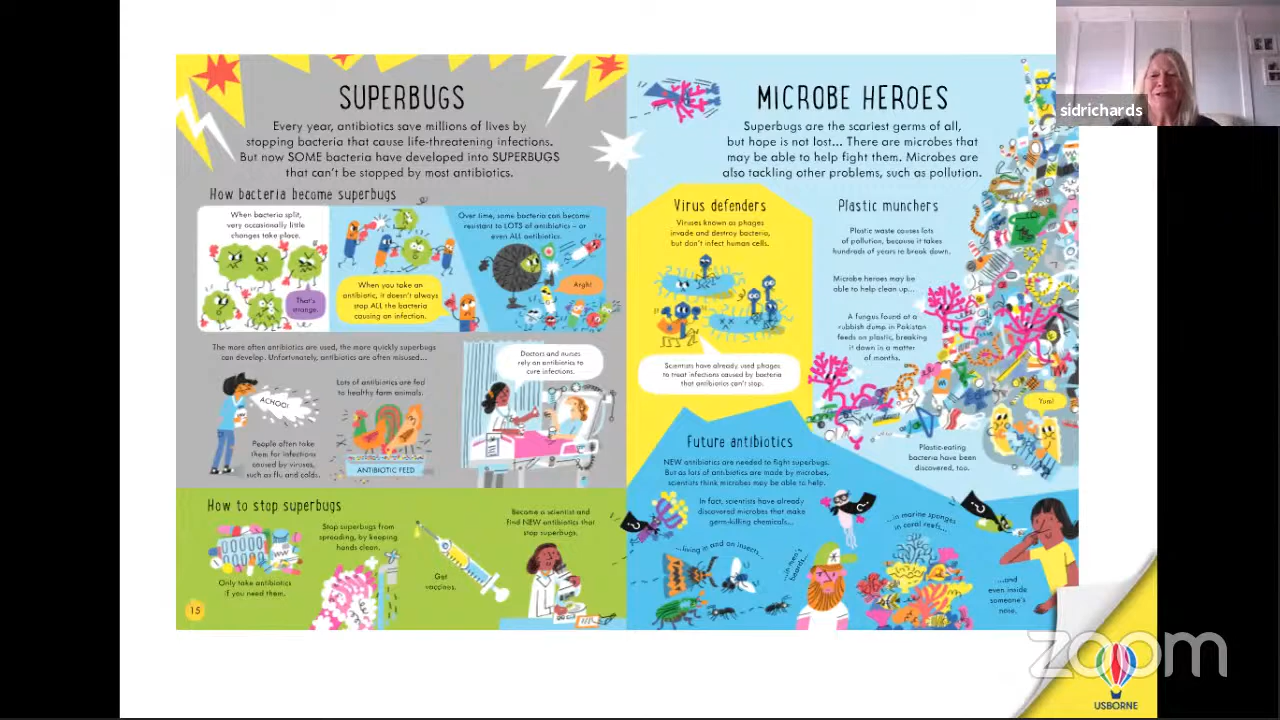 SUPERBUGS
Every year, antibiotics save millions of lives by
stopping bacteria that cause life-threatening infections.
But now SOME bacteria have developed into SUPERBUGS
that can't be stopped by most antibiotics.
How bacteria become superbugs
When bacteria split,
very occasionally little
changes take place.
That's
strange.
When you take an
antibiotic, it doesn't always
stop ALL the bacteria
causing an infection.
Over time, some bacteria can become
resistant to LOTS of antibiotics – or
even ALL antibiotics.
Argh!
The more often antibiotics are used, the more quickly superbugs
can develop. Unfortunately, antibiotics are often misused...
ACHOO!
People often take
them for infections
caused by viruses,
such as flu and colds.
Lots of antibiotics are fed
to healthy farm animals.
ANTIBIOTIC FEED
Doctors and nurses
rely on antibiotics to
cure infections.
How to stop superbugs
Only take antibiotics
if you need them.
Stop superbugs from
spreading, by keeping
hands clean.
Get
vaccines.
Become a scientist and
find NEW antibiotics that
stop superbugs.
15
MICROBE HEROES
Superbugs are the scariest germs of all,
but hope is not lost... There are microbes that
may be able to help fight them. Microbes are
also tackling other problems, such as pollution.
Virus defenders
Viruses known as phages
invade and destroy bacteria,
but don't infect human cells.
Scientists have already used phages
to treat infections caused by bacteria
that antibiotics can't stop.
Plastic munchers
Plastic waste causes lots
of pollution, because it takes
hundreds of years to break down.
Microbe heroes may be
able to help clean up...
A fungus found at a
rubbish dump in Pakistan
feeds on plastic, breaking
it down in a matter
of months.
Yum!
Plastic-eating
bacteria have been
discovered, too.
Future antibiotics
NEW antibiotics are needed to fight superbugs.
But as lots of antibiotics are made by microbes,
scientists think microbes may be able to help.
In fact, scientists have already
discovered microbes that make
germ-killing chemicals...
...living in and on insects...
...in men's
beards...
...in marine sponges
in coral reefs...
...and
even inside
someone's
nose.
sidrichards
zoom
USBORNE